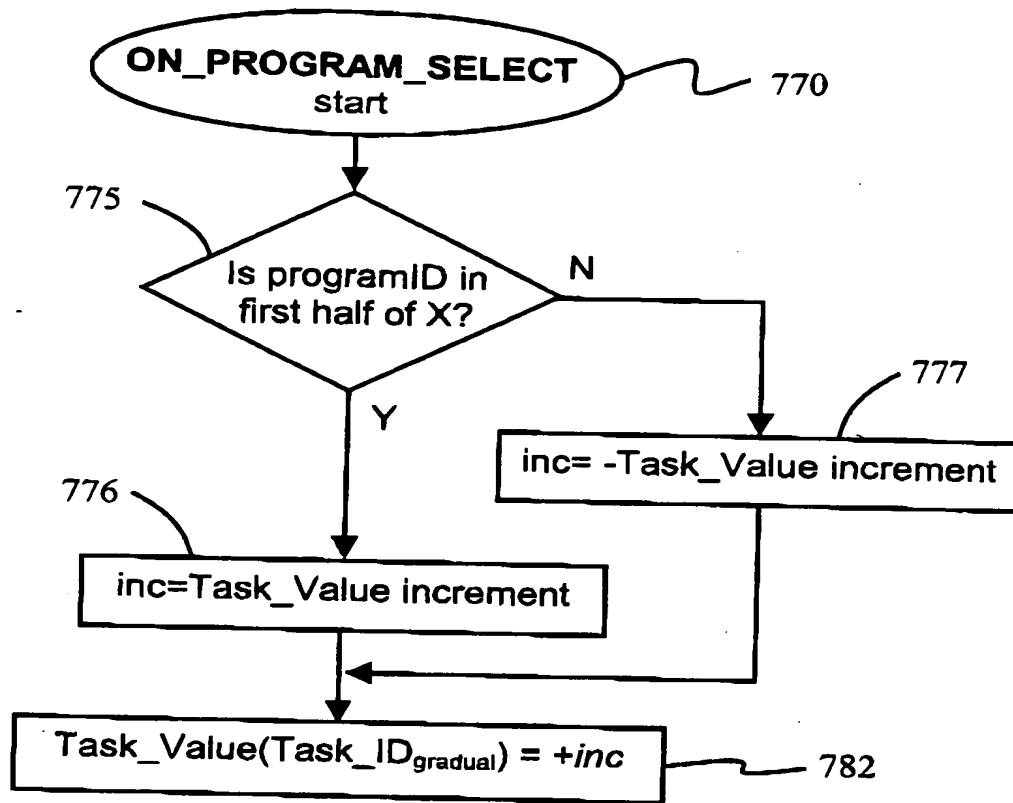 ON_PROGRAM_SELECT
start
770
775
Is programID in
first half of X?
N
Y
777
inc= -Task_Value increment
776
inc=Task_Value increment
Task_Value(Task_IDgradual) = +inc
782